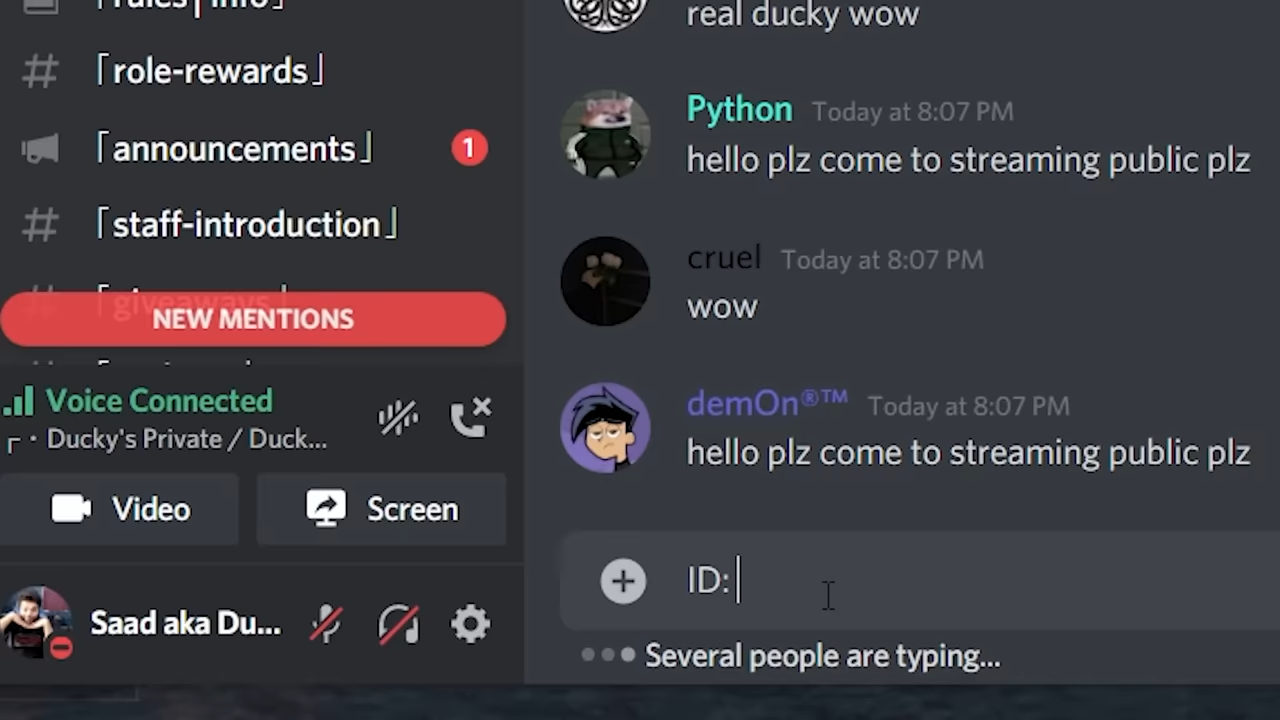 「rules | info」
「role-rewards」
「announcements」
1
「staff-introduction」
「giveaways」
NEW MENTIONS
Voice Connected
┌・Ducky's Private / Duck...
Video
Screen
Saad aka Du...
real ducky wow
Python Today at 8:07 PM
hello plz come to streaming public plz
cruel Today at 8:07 PM
wow
demOn®™ Today at 8:07 PM
hello plz come to streaming public plz
ID:
Several people are typing...